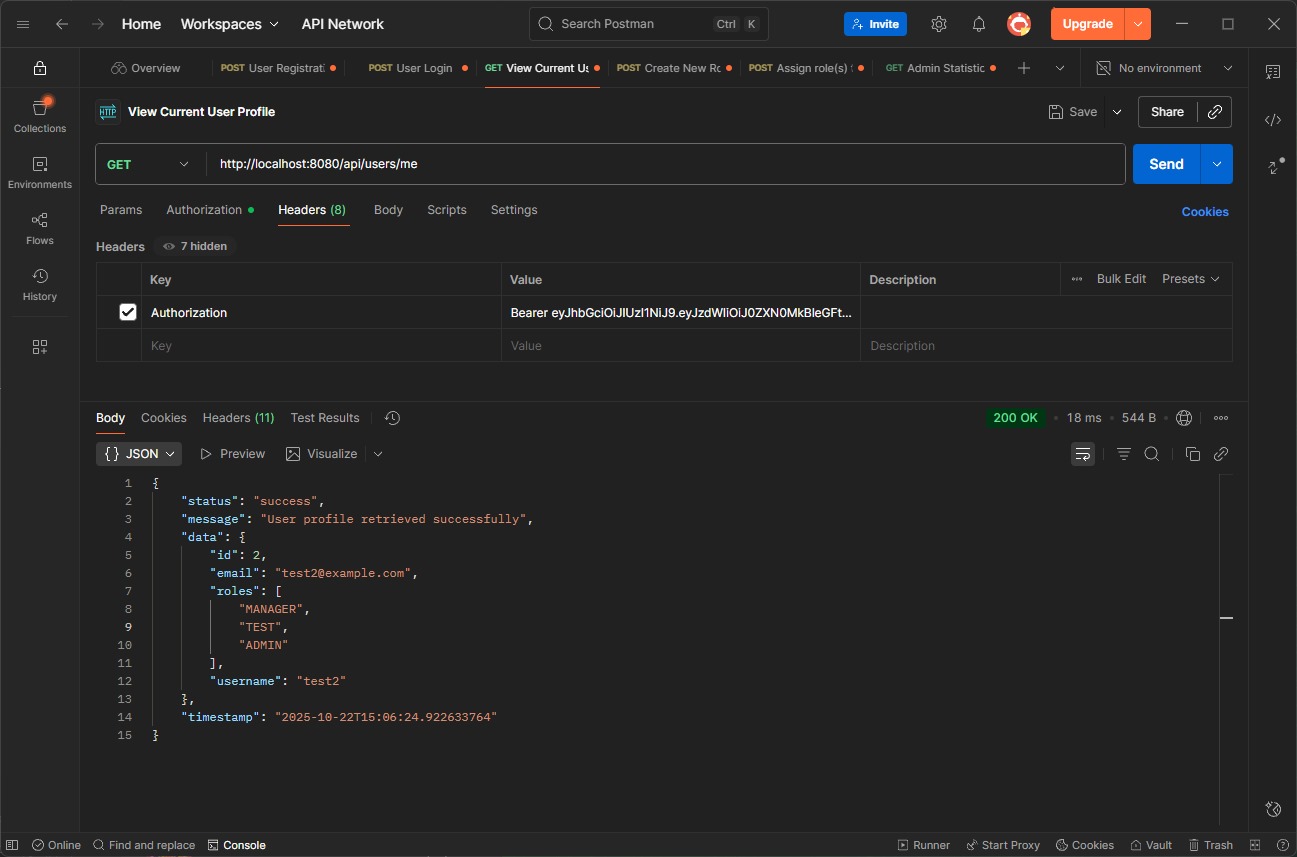 Home Workspaces API Network Search Postman Ctrl K Invite Upgrade
Overview POST User Registrati POST User Login GET View Current Us POST Create New Ro POST Assign role(s) GET Admin Statistic No environment
HTTP View Current User Profile Save Share
Collections
Environments
Flows
History
GET http://localhost:8080/api/users/me Send
Params Authorization Headers (8) Body Scripts Settings Cookies
Headers 7 hidden
Key Value Description Bulk Edit Presets
Authorization Bearer eyJhbGciOiJIUzI1NiJ9.eyJzdWIiOiJ0ZXN0MkBleGFt...
Key Value Description
Body Cookies Headers (11) Test Results 200 OK 18 ms 544 B
{} JSON Preview Visualize
1 {
2 "status": "success",
3 "message": "User profile retrieved successfully",
4 "data": {
5 "id": 2,
6 "email": "test2@example.com",
7 "roles": [
8 "MANAGER",
9 "TEST",
10 "ADMIN"
11 ],
12 "username": "test2"
13 },
14 "timestamp": "2025-10-22T15:06:24.922633764"
15 }
Online Find and replace Console Runner Start Proxy Cookies Vault Trash